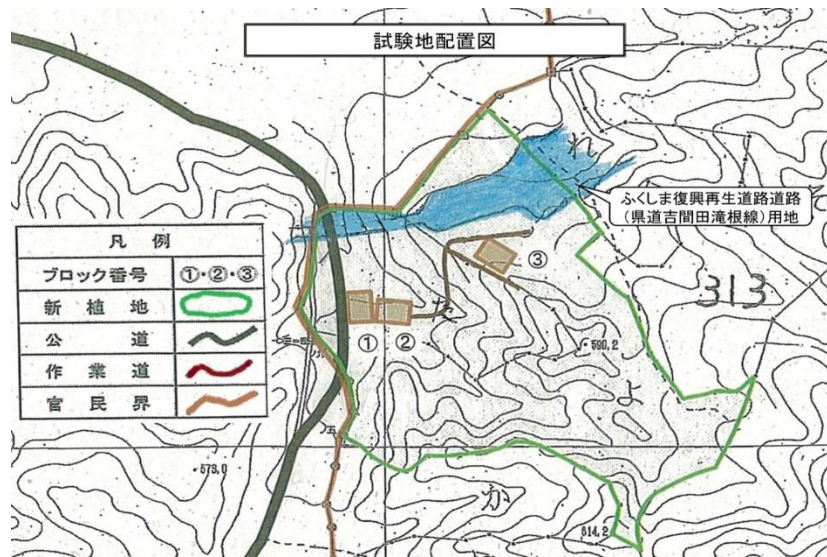 試験地配置図
れ
ふくしま復興再生道路道路
(県道吉間田滝根線)用地
凡 例
ブロック番号 ①・②・③
新 植 地
公 道
作 業 道
官 民 界
③
313
① ②
590.2
よ
五
573.0
か
614.2